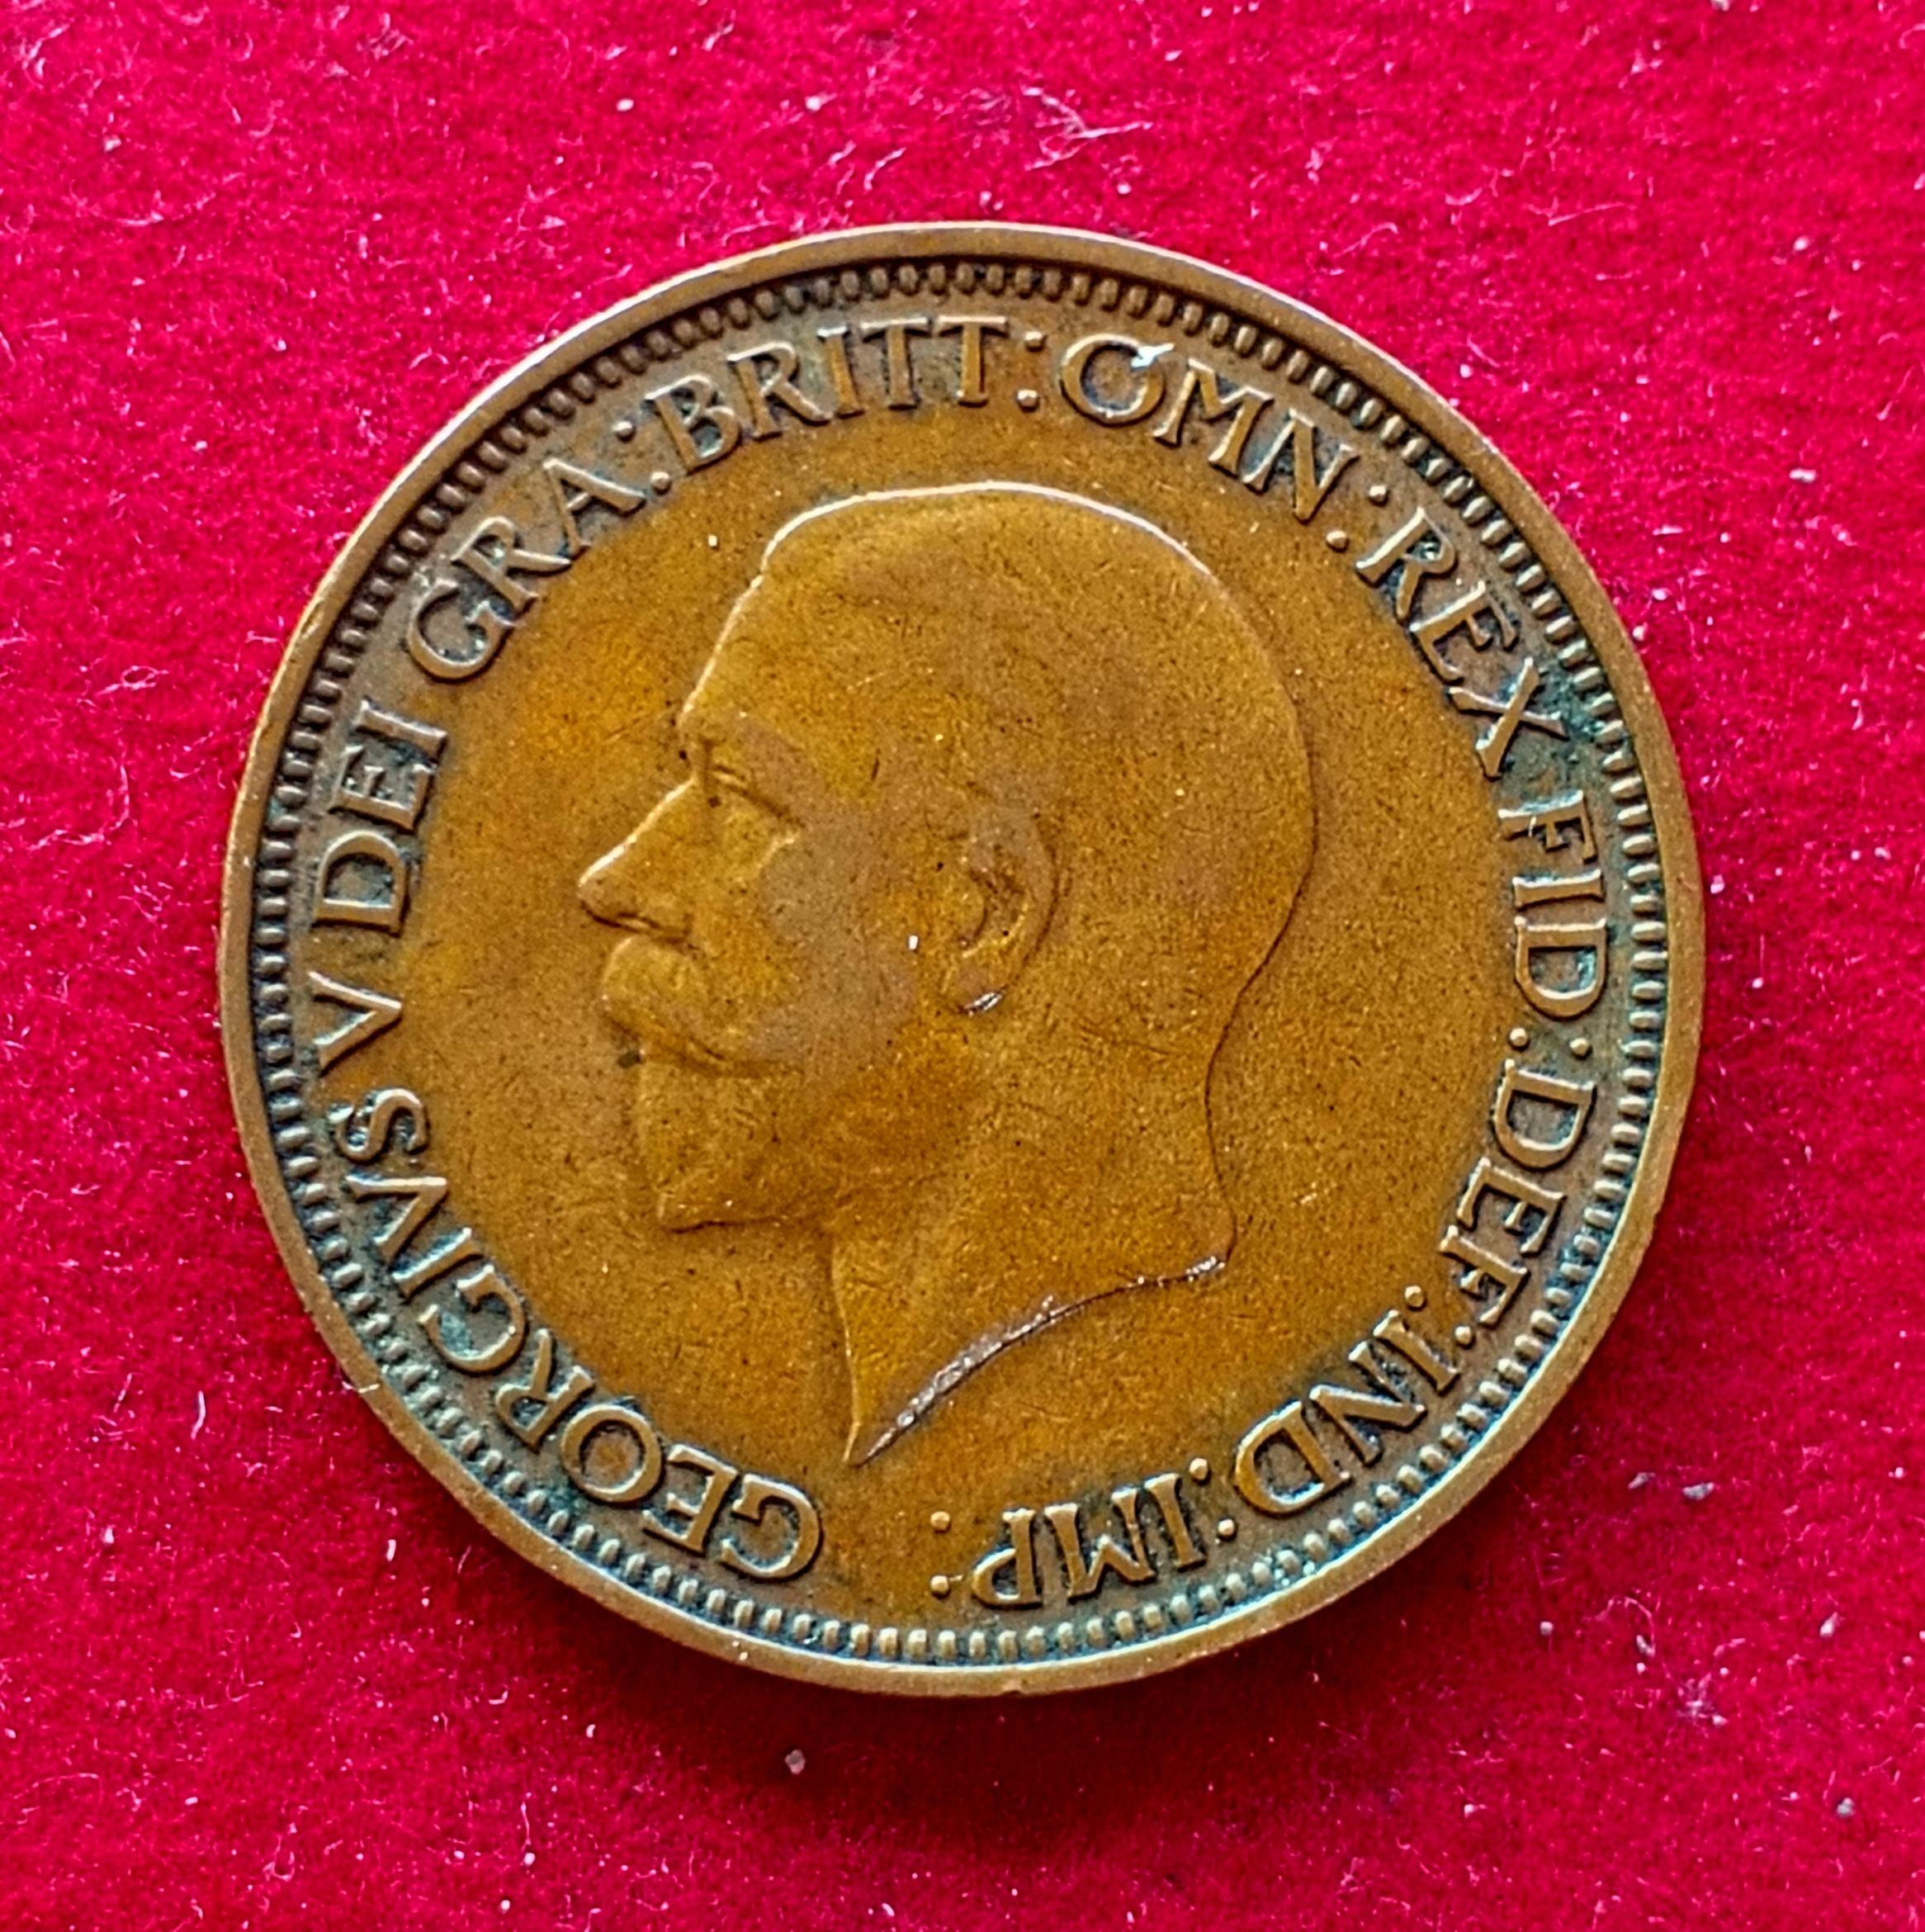 GEORGIVS V DEI GRA: BRITT: OMN: REX FID: DEF: IND: IMP: